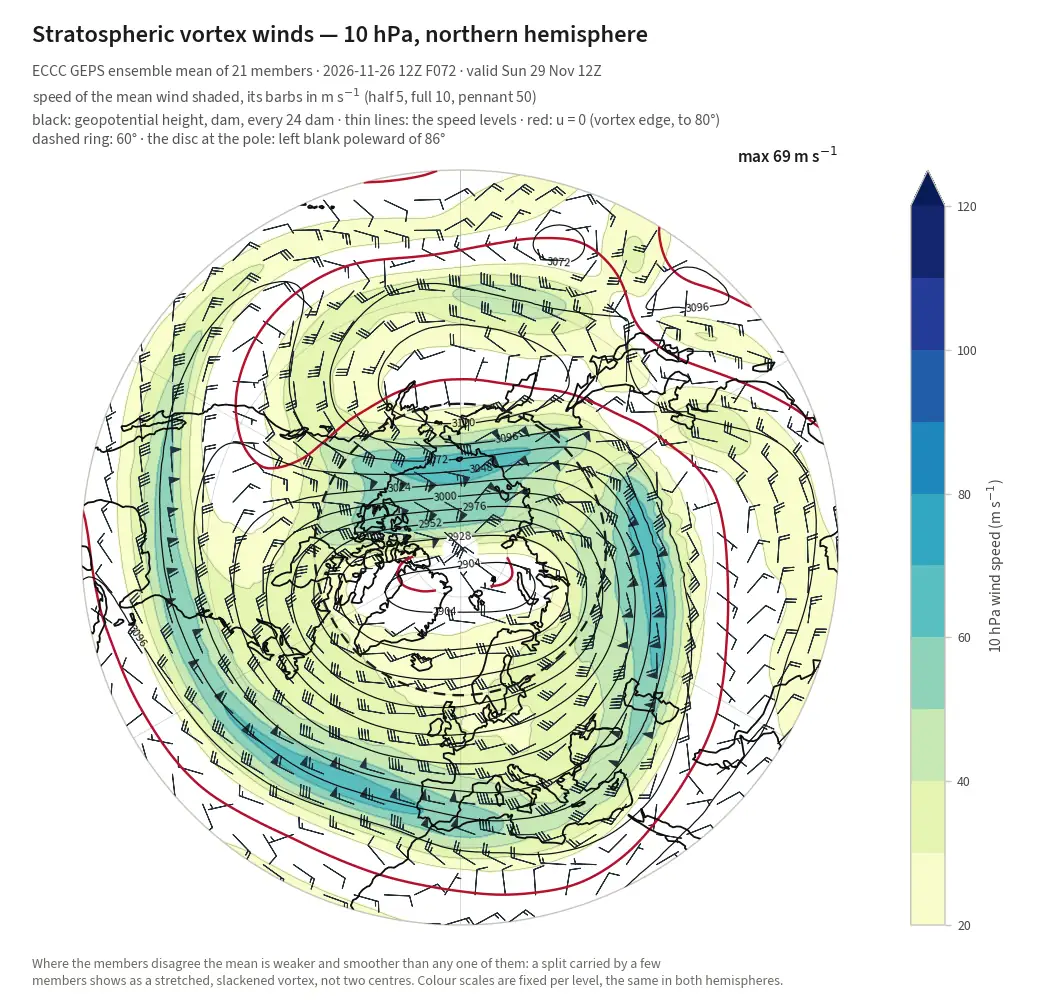 Stratospheric vortex winds — 10 hPa, northern hemisphere
ECCC GEPS ensemble mean of 21 members · 2026-11-26 12Z F072 · valid Sun 29 Nov 12Z
speed of the mean wind shaded, its barbs in m s⁻¹ (half 5, full 10, pennant 50)
black: geopotential height, dam, every 24 dam · thin lines: the speed levels · red: u = 0 (vortex edge, to 80°)
dashed ring: 60° · the disc at the pole: left blank poleward of 86°
max 69 m s⁻¹
120
100
80
60
40
20
10 hPa wind speed (m s⁻¹)
3072
3096
3096
3048
3024
3000
2976
2952
2928
2904
2904
3096
Where the members disagree the mean is weaker and smoother than any one of them: a split carried by a few
members shows as a stretched, slackened vortex, not two centres. Colour scales are fixed per level, the same in both hemispheres.